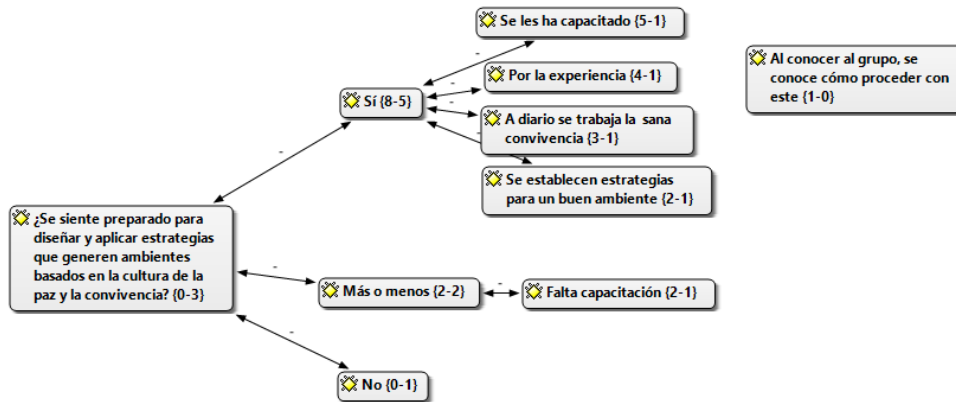 Se les ha capacitado {5-1}
Al conocer al grupo, se
conoce cómo proceder con
este {1-0}
Por la experiencia {4-1}
Sí {8-5}
A diario se trabaja la sana
convivencia {3-1}
Se establecen estrategias
para un buen ambiente {2-1}
¿Se siente preparado para
diseñar y aplicar estrategias
que generen ambientes
basados en la cultura de la
paz y la convivencia? {0-3}
Más o menos {2-2}
Falta capacitación {2-1}
No {0-1}